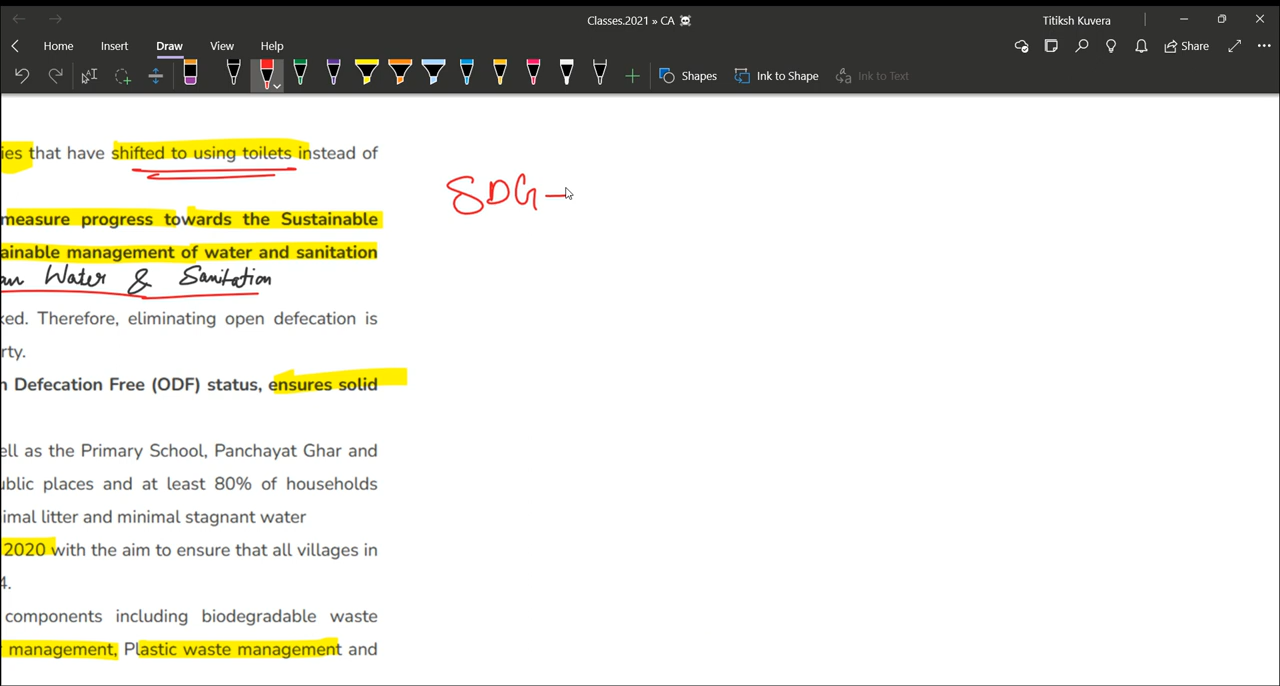 Classes.2021 » CA ☠
Titiksh Kuvera
Home Insert Draw View Help
Share
Shapes Ink to Shape Ink to Text
ies that have shifted to using toilets instead of
SDG -
measure progress towards the Sustainable
ainable management of water and sanitation
an Water & Sanitation
ked. Therefore, eliminating open defecation is
rty.
n Defecation Free (ODF) status, ensures solid
ell as the Primary School, Panchayat Ghar and
ublic places and at least 80% of households
imal litter and minimal stagnant water
2020 with the aim to ensure that all villages in
4.
components including biodegradable waste
r management, Plastic waste management and